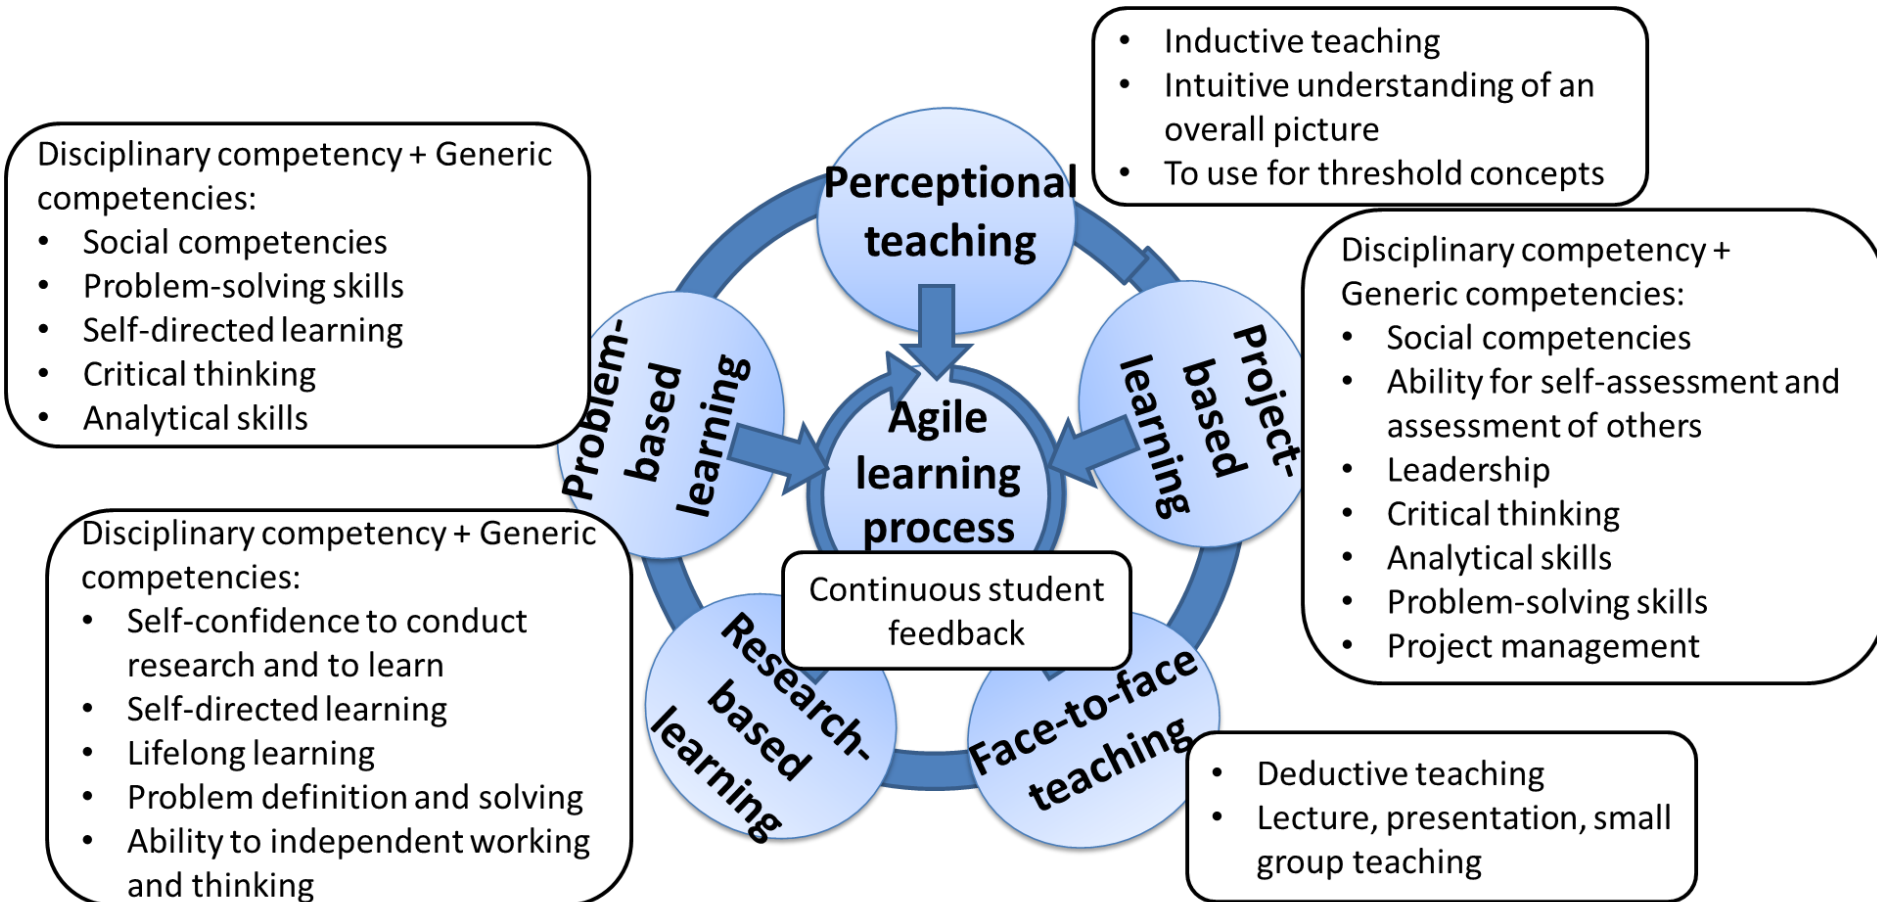 • Inductive teaching
• Intuitive understanding of an
overall picture
• To use for threshold concepts
Disciplinary competency + Generic
competencies:
• Social competencies
• Problem-solving skills
• Self-directed learning
• Critical thinking
• Analytical skills
Perceptional
teaching
Disciplinary competency +
Generic competencies:
• Social competencies
• Ability for self-assessment and
assessment of others
• Leadership
• Critical thinking
• Analytical skills
• Problem-solving skills
• Project management
Problem-
based
learning
Project-
based
learning
Agile
learning
process
Continuous student
feedback
Disciplinary competency + Generic
competencies:
• Self-confidence to conduct
research and to learn
• Self-directed learning
• Lifelong learning
• Problem definition and solving
• Ability to independent working
and thinking
Research-
based
learning
Face-to-face
teaching
• Deductive teaching
• Lecture, presentation, small
group teaching